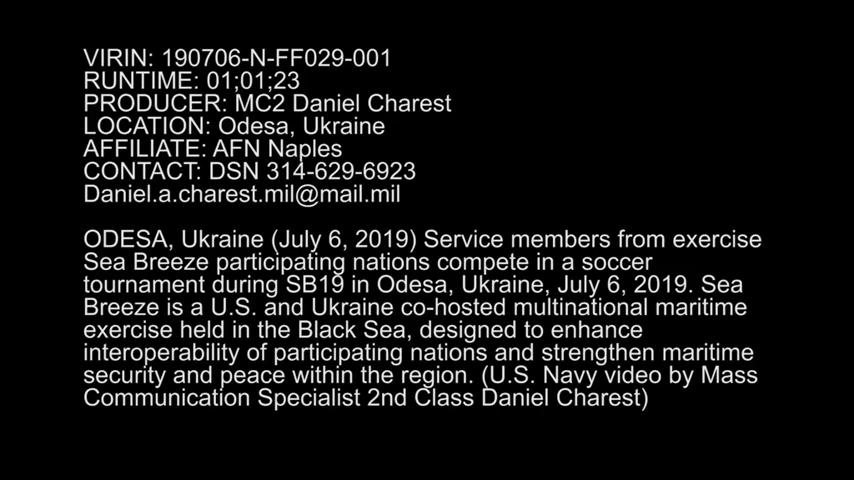 VIRIN: 190706-N-FF029-001
RUNTIME: 01;01;23
PRODUCER: MC2 Daniel Charest
LOCATION: Odesa, Ukraine
AFFILIATE: AFN Naples
CONTACT: DSN 314-629-6923
Daniel.a.charest.mil@mail.mil
ODESA, Ukraine (July 6, 2019) Service members from exercise
Sea Breeze participating nations compete in a soccer
tournament during SB19 in Odesa, Ukraine, July 6, 2019. Sea
Breeze is a U.S. and Ukraine co-hosted multinational maritime
exercise held in the Black Sea, designed to enhance
interoperability of participating nations and strengthen maritime
security and peace within the region. (U.S. Navy video by Mass
Communication Specialist 2nd Class Daniel Charest)